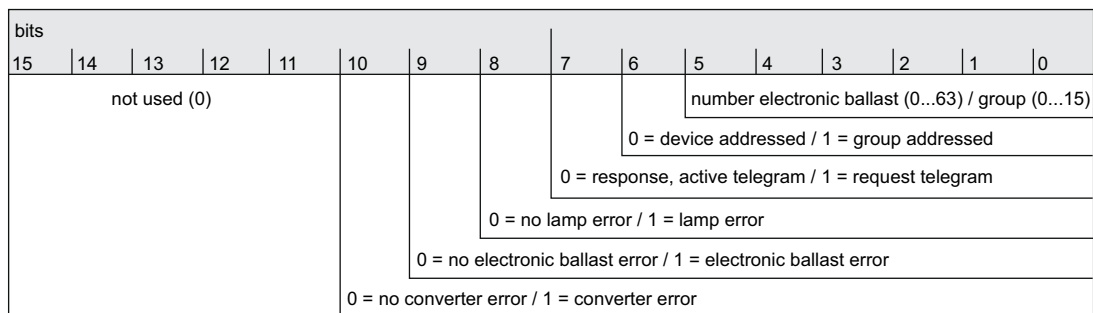 bits
15 14 13 12 11 10 9 8 7 6 5 4 3 2 1 0
not used (0)
number electronic ballast (0...63) / group (0...15)
0 = device addressed / 1 = group addressed
0 = response, active telegram / 1 = request telegram
0 = no lamp error / 1 = lamp error
0 = no electronic ballast error / 1 = electronic ballast error
0 = no converter error / 1 = converter error